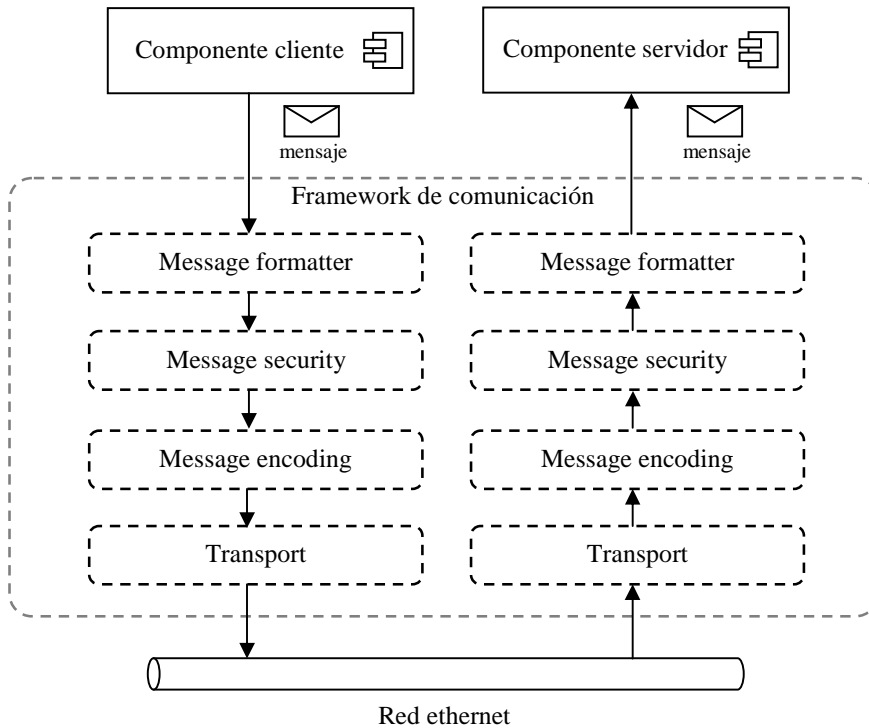 Componente cliente
Componente servidor
mensaje
mensaje
Framework de comunicación
Message formatter
Message formatter
Message security
Message security
Message encoding
Message encoding
Transport
Transport
Red ethernet